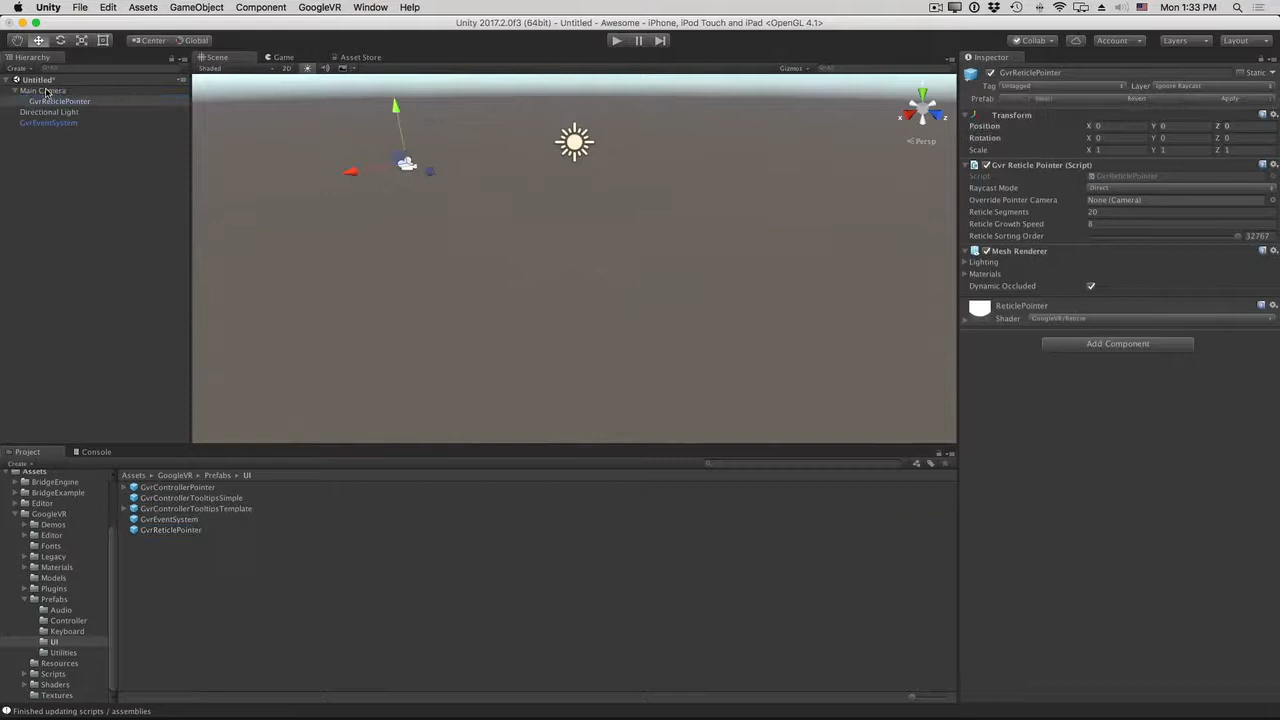 Unity File Edit Assets GameObject Component GoogleVR Window Help Mon 1:33 PM
Unity 2017.2.0f3 (64bit) - Untitled - Awesome - iPhone, iPod Touch and iPad <OpenGL 4.1>
Center Global Collab Account Layers Layout
Hierarchy
Create
Untitled*
Main Camera
GvrReticlePointer
Directional Light
GvrEventSystem
Scene Game Asset Store
Shaded 2D Gizmos
Persp
Inspector
GvrReticlePointer Static
Tag Untagged Layer Ignore Raycast
Prefab Select Revert Apply
Transform
Position X 0 Y 0 Z 0
Rotation X 0 Y 0 Z 0
Scale X 1 Y 1 Z 1
Gvr Reticle Pointer (Script)
Script GvrReticlePointer
Raycast Mode Direct
Override Pointer Camera None (Camera)
Reticle Segments 20
Reticle Growth Speed 8
Reticle Sorting Order 32767
Mesh Renderer
Lighting
Materials
Dynamic Occluded
ReticlePointer
Shader GoogleVR/Reticle
Add Component
Project Console
Create
Assets
BridgeEngine
BridgeExample
Editor
GoogleVR
Demos
Editor
Fonts
Legacy
Materials
Models
Plugins
Prefabs
Audio
Controller
Keyboard
UI
Utilities
Resources
Scripts
Shaders
Textures
Assets GoogleVR Prefabs UI
GvrControllerPointer
GvrControllerTooltipsSimple
GvrControllerTooltipsTemplate
GvrEventSystem
GvrReticlePointer
Finished updating scripts / assemblies